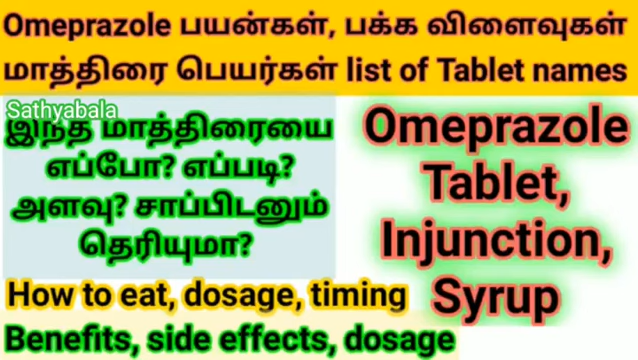 Omeprazole பயன்கள், பக்க விளைவுகள்
மாத்திரை பெயர்கள் list of Tablet names
Sathyabala
இந்த மாத்திரையை
எப்போ? எப்படி?
அளவு? சாப்பிடனும்
தெரியுமா?
Omeprazole
Tablet,
Injunction,
Syrup
How to eat, dosage, timing
Benefits, side effects, dosage